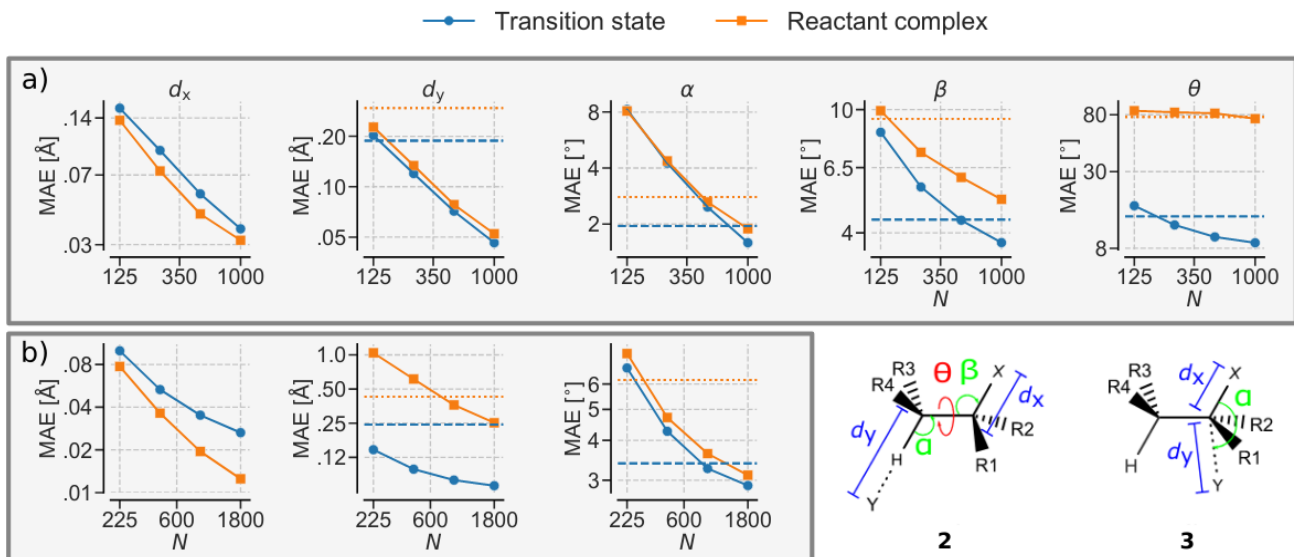 Transition state Reactant complex
a)
dx dy α β θ
MAE [Å] .14 .07 .03
125 350 1000
MAE [Å] .20 .10 .05
125 350 1000
MAE [°] 8 4 2
125 350 1000
MAE [°] 10 6.5 4
125 350 1000
N
MAE [°] 80 30 8
125 350 1000
N
b)
MAE [Å] .08 .04 .02 .01
225 600 1800
N
MAE [Å] 1.0 .50 .25 .12
225 600 1800
N
MAE [°] 6 5 4 3
225 600 1800
N
R3 R4 θ β X dx
dy H α R2 R1
Y
2
dx X α
R3 R4 R2 R1
H dy Y
3